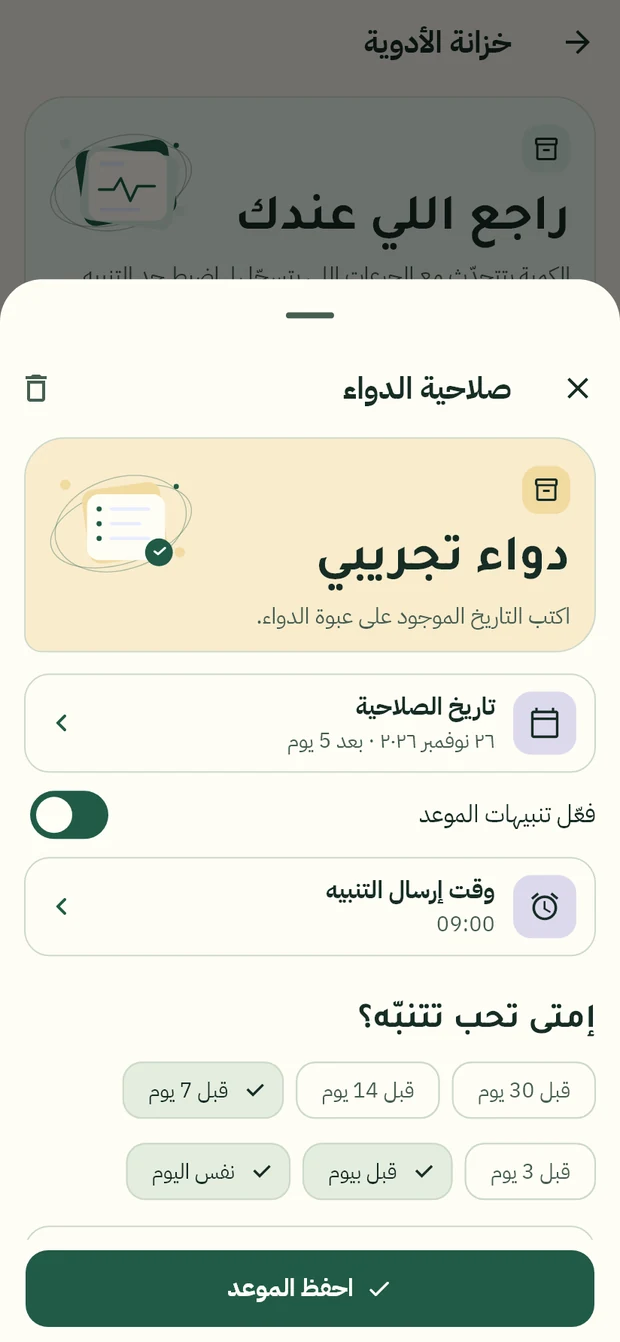 خزانة الأدوية
راجع اللي عندك
صلاحية الدواء
دواء تجريبي
اكتب التاريخ الموجود على عبوة الدواء.
تاريخ الصلاحية
٢٦ نوفمبر ٢٠٢٦ · بعد 5 يوم
فعّل تنبيهات الموعد
وقت إرسال التنبيه
09:00
إمتى تحب تتنبّه؟
قبل 30 يوم
قبل 14 يوم
قبل 7 يوم
قبل 3 يوم
قبل بيوم
نفس اليوم
احفظ الموعد